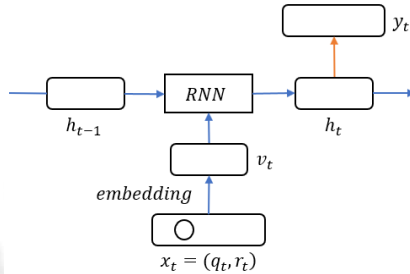 y_t
RNN
h_{t-1}
h_t
v_t
embedding
x_t = (q_t, r_t)